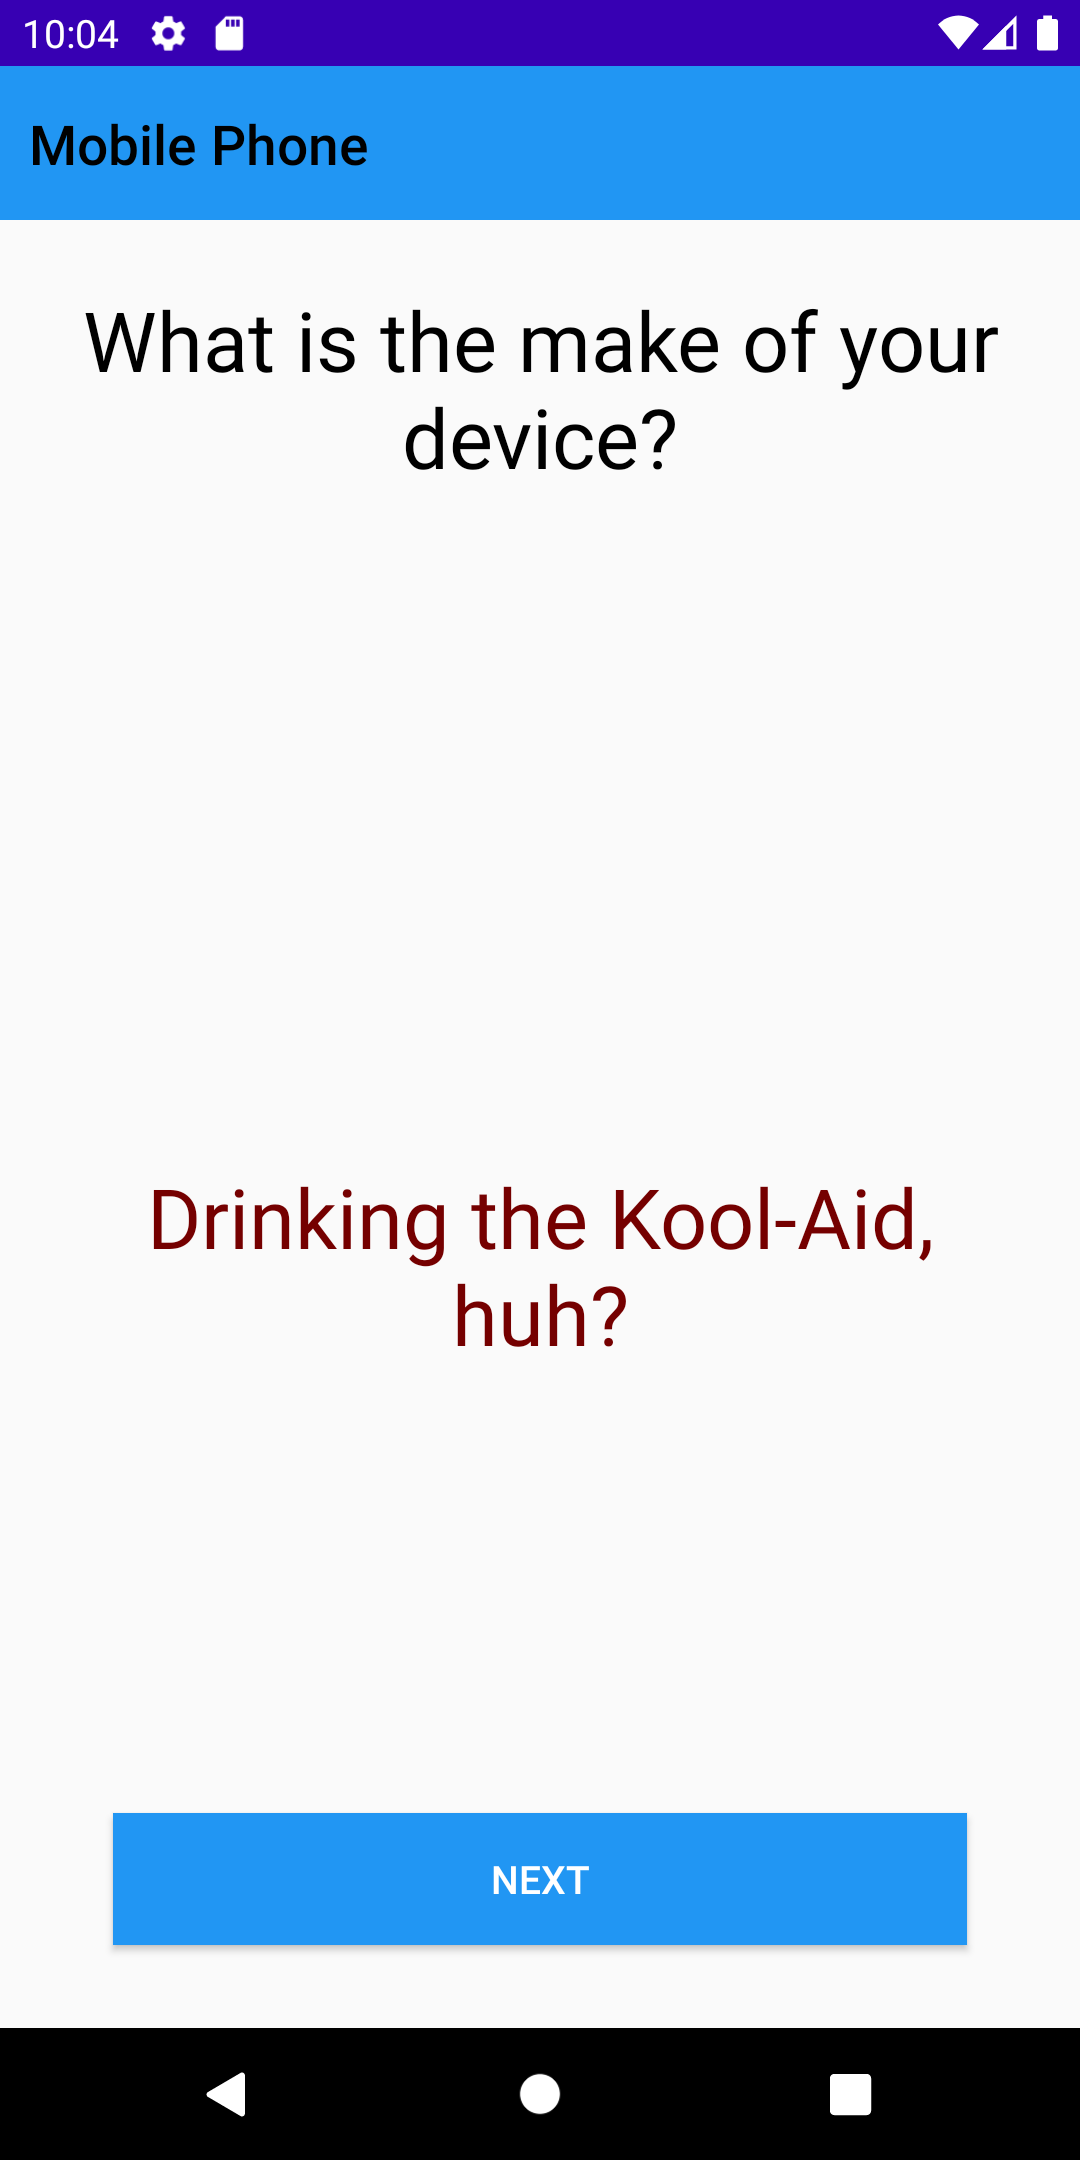 10:04
Mobile Phone
What is the make of your
device?
Drinking the Kool-Aid,
huh?
NEXT